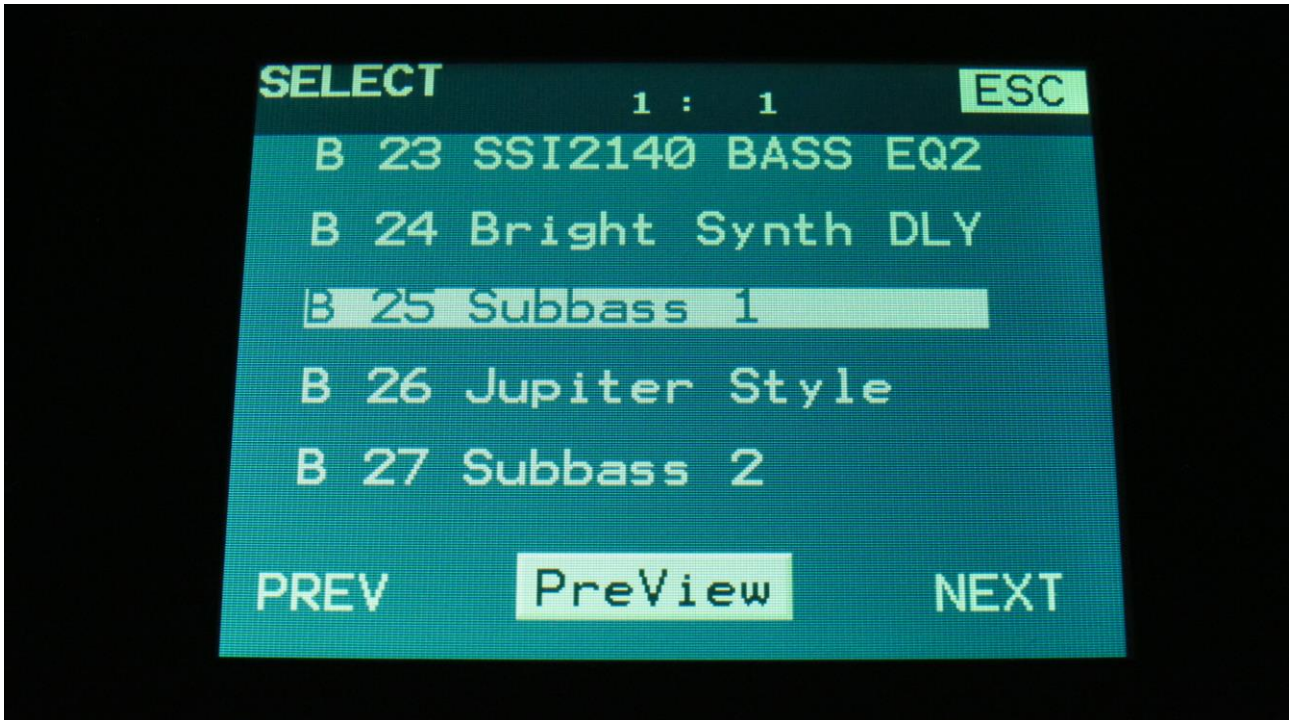 SELECT
1 : 1
ESC
B 23 SSI2140 BASS EQ2
B 24 Bright Synth DLY
B 25 Subbass 1
B 26 Jupiter Style
B 27 Subbass 2
PREV
PreView
NEXT